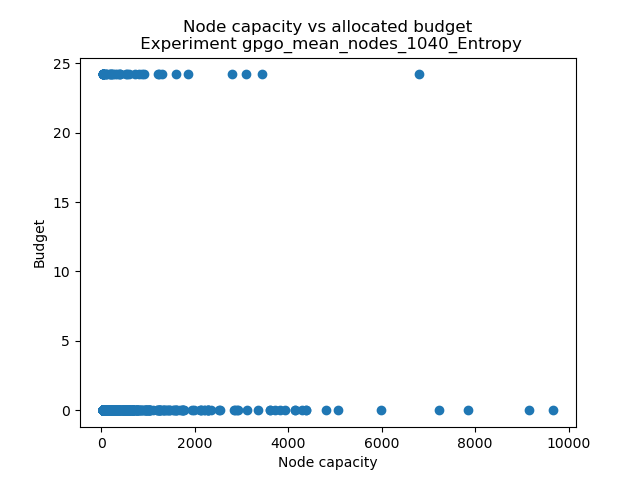 Node capacity vs allocated budget
Experiment gpgo_mean_nodes_1040_Entropy
25
20
15
10
5
0
Budget
0 2000 4000 6000 8000 10000
Node capacity